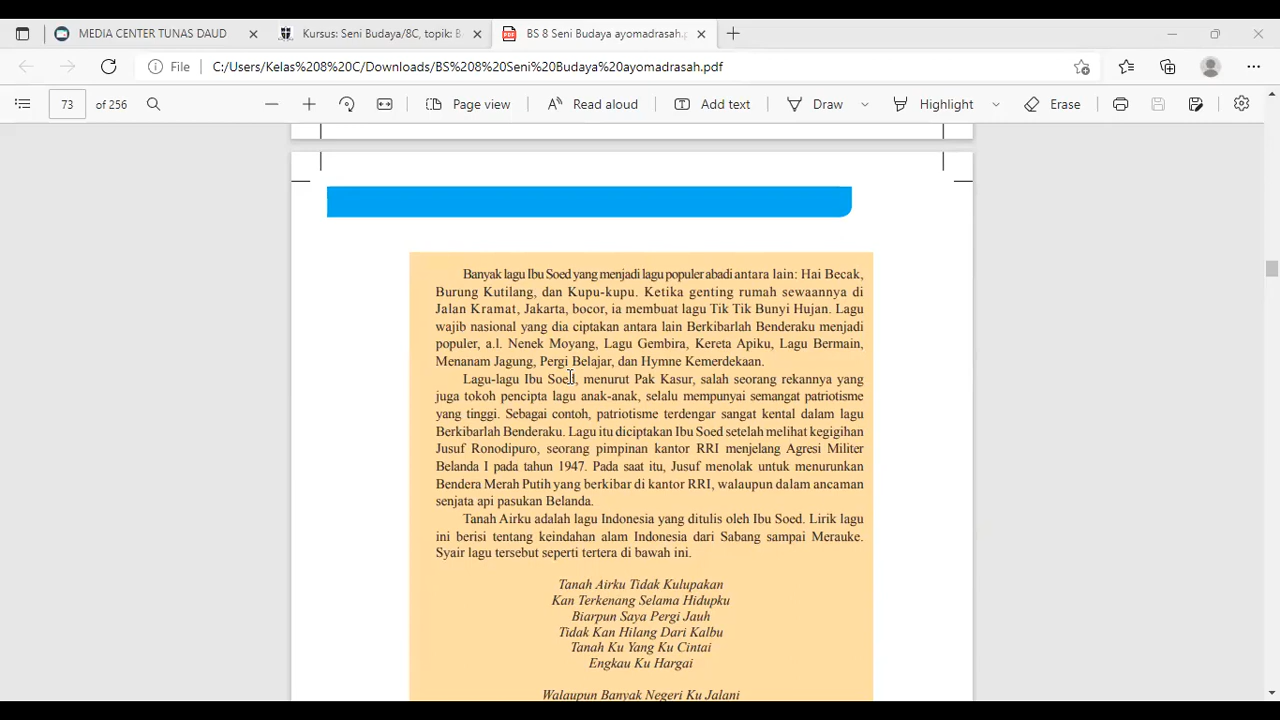 MEDIA CENTER TUNAS DAUD
Kursus: Seni Budaya/8C, topik: B
BS 8 Seni Budaya ayomadrasah.p
File
C:/Users/Kelas%208%20C/Downloads/BS%208%20Seni%20Budaya%20ayomadrasah.pdf
73 of 256
Page view
Read aloud
Add text
Draw
Highlight
Erase
Banyak lagu Ibu Soed yang menjadi lagu populer abadi antara lain: Hai Becak,
Burung Kutilang, dan Kupu-kupu. Ketika genting rumah sewaannya di
Jalan Kramat, Jakarta, bocor, ia membuat lagu Tik Tik Bunyi Hujan. Lagu
wajib nasional yang dia ciptakan antara lain Berkibarlah Benderaku menjadi
populer, a.l. Nenek Moyang, Lagu Gembira, Kereta Apiku, Lagu Bermain,
Menanam Jagung, Pergi Belajar, dan Hymne Kemerdekaan.
Lagu-lagu Ibu Soed, menurut Pak Kasur, salah seorang rekannya yang
juga tokoh pencipta lagu anak-anak, selalu mempunyai semangat patriotisme
yang tinggi. Sebagai contoh, patriotisme terdengar sangat kental dalam lagu
Berkibarlah Benderaku. Lagu itu diciptakan Ibu Soed setelah melihat kegigihan
Jusuf Ronodipuro, seorang pimpinan kantor RRI menjelang Agresi Militer
Belanda I pada tahun 1947. Pada saat itu, Jusuf menolak untuk menurunkan
Bendera Merah Putih yang berkibar di kantor RRI, walaupun dalam ancaman
senjata api pasukan Belanda.
Tanah Airku adalah lagu Indonesia yang ditulis oleh Ibu Soed. Lirik lagu
ini berisi tentang keindahan alam Indonesia dari Sabang sampai Merauke.
Syair lagu tersebut seperti tertera di bawah ini.
Tanah Airku Tidak Kulupakan
Kan Terkenang Selama Hidupku
Biarpun Saya Pergi Jauh
Tidak Kan Hilang Dari Kalbu
Tanah Ku Yang Ku Cintai
Engkau Ku Hargai
Walaupun Banyak Negeri Ku Jalani